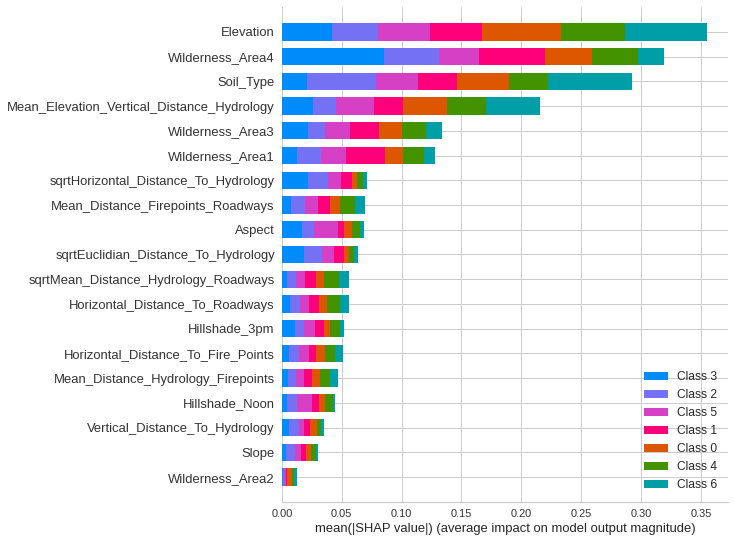 Elevation
Wilderness_Area4
Soil_Type
Mean_Elevation_Vertical_Distance_Hydrology
Wilderness_Area3
Wilderness_Area1
sqrtHorizontal_Distance_To_Hydrology
Mean_Distance_Firepoints_Roadways
Aspect
sqrtEuclidian_Distance_To_Hydrology
sqrtMean_Distance_Hydrology_Roadways
Horizontal_Distance_To_Roadways
Hillshade_3pm
Horizontal_Distance_To_Fire_Points
Mean_Distance_Hydrology_Firepoints
Hillshade_Noon
Vertical_Distance_To_Hydrology
Slope
Wilderness_Area2
Class 3
Class 2
Class 5
Class 1
Class 0
Class 4
Class 6
0.00 0.05 0.10 0.15 0.20 0.25 0.30 0.35
mean(|SHAP value|) (average impact on model output magnitude)